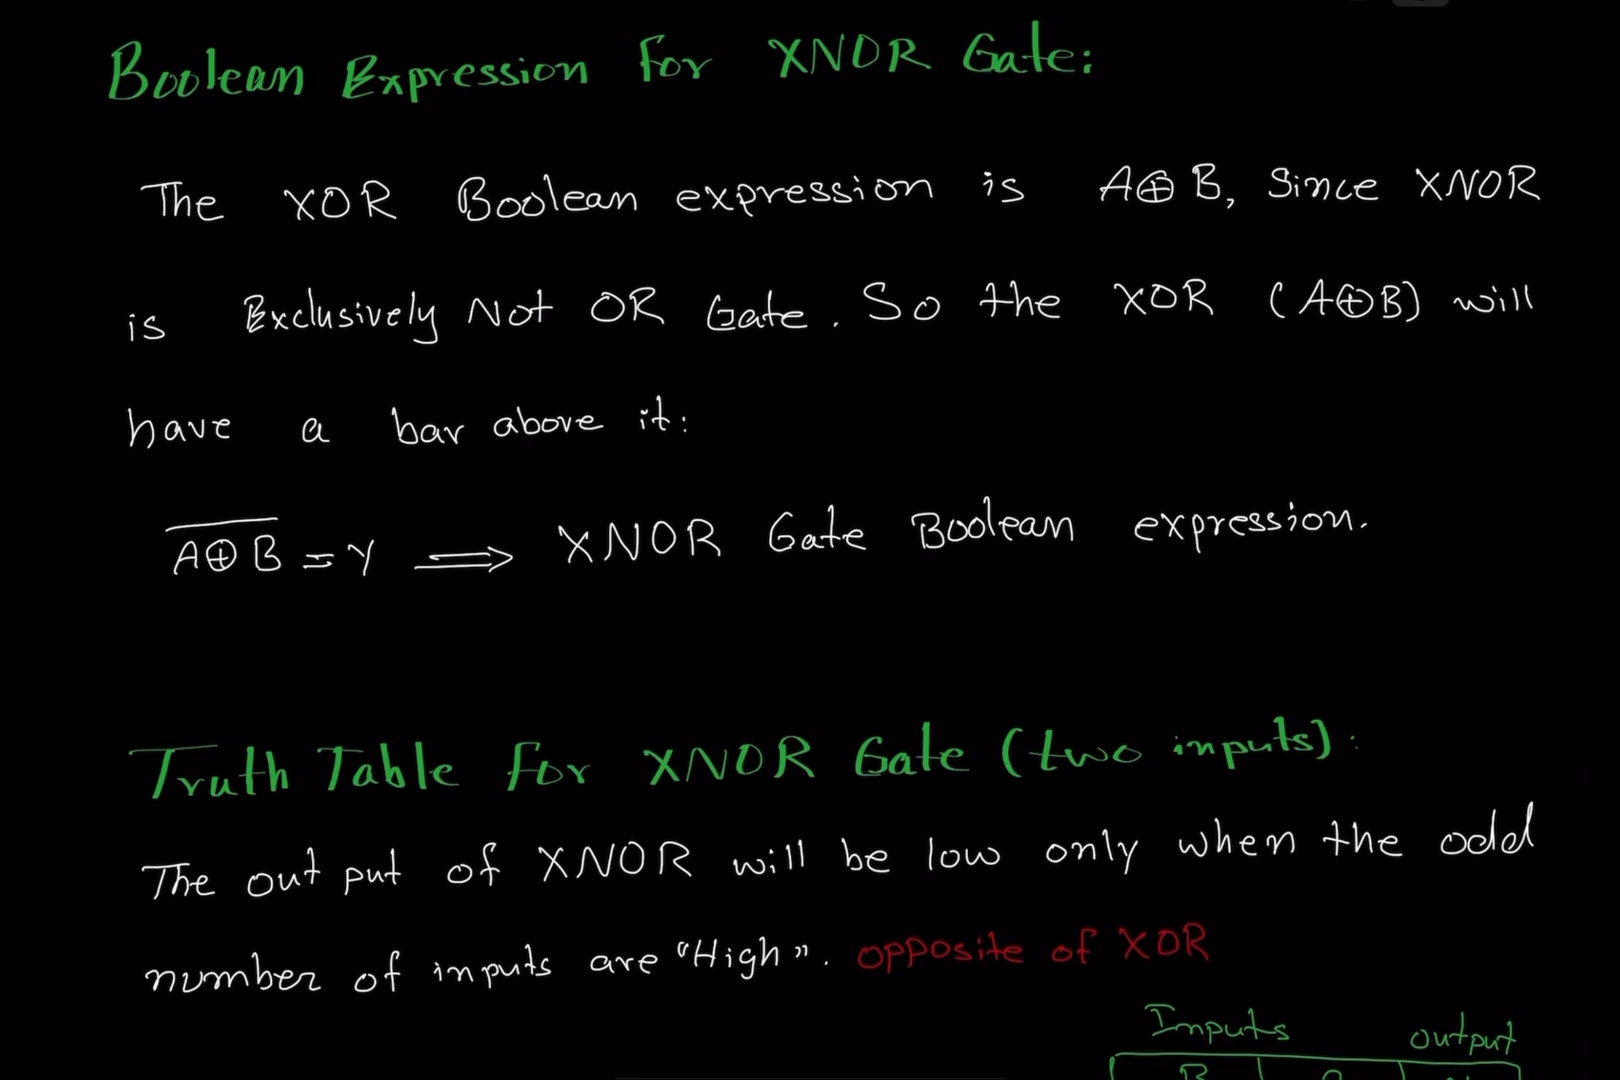 Boolean Expression for XNOR Gate:
The XOR Boolean expression is A⊕B, Since XNOR
is Exclusively Not OR Gate. So the XOR (A⊕B) will
have a bar above it:
A̅⊕̅B̅ = Y ⟹ XNOR Gate Boolean expression.
Truth Table for XNOR Gate (two inputs):
The out put of XNOR will be low only when the odd
number of inputs are "High". opposite of XOR
Inputs output
B